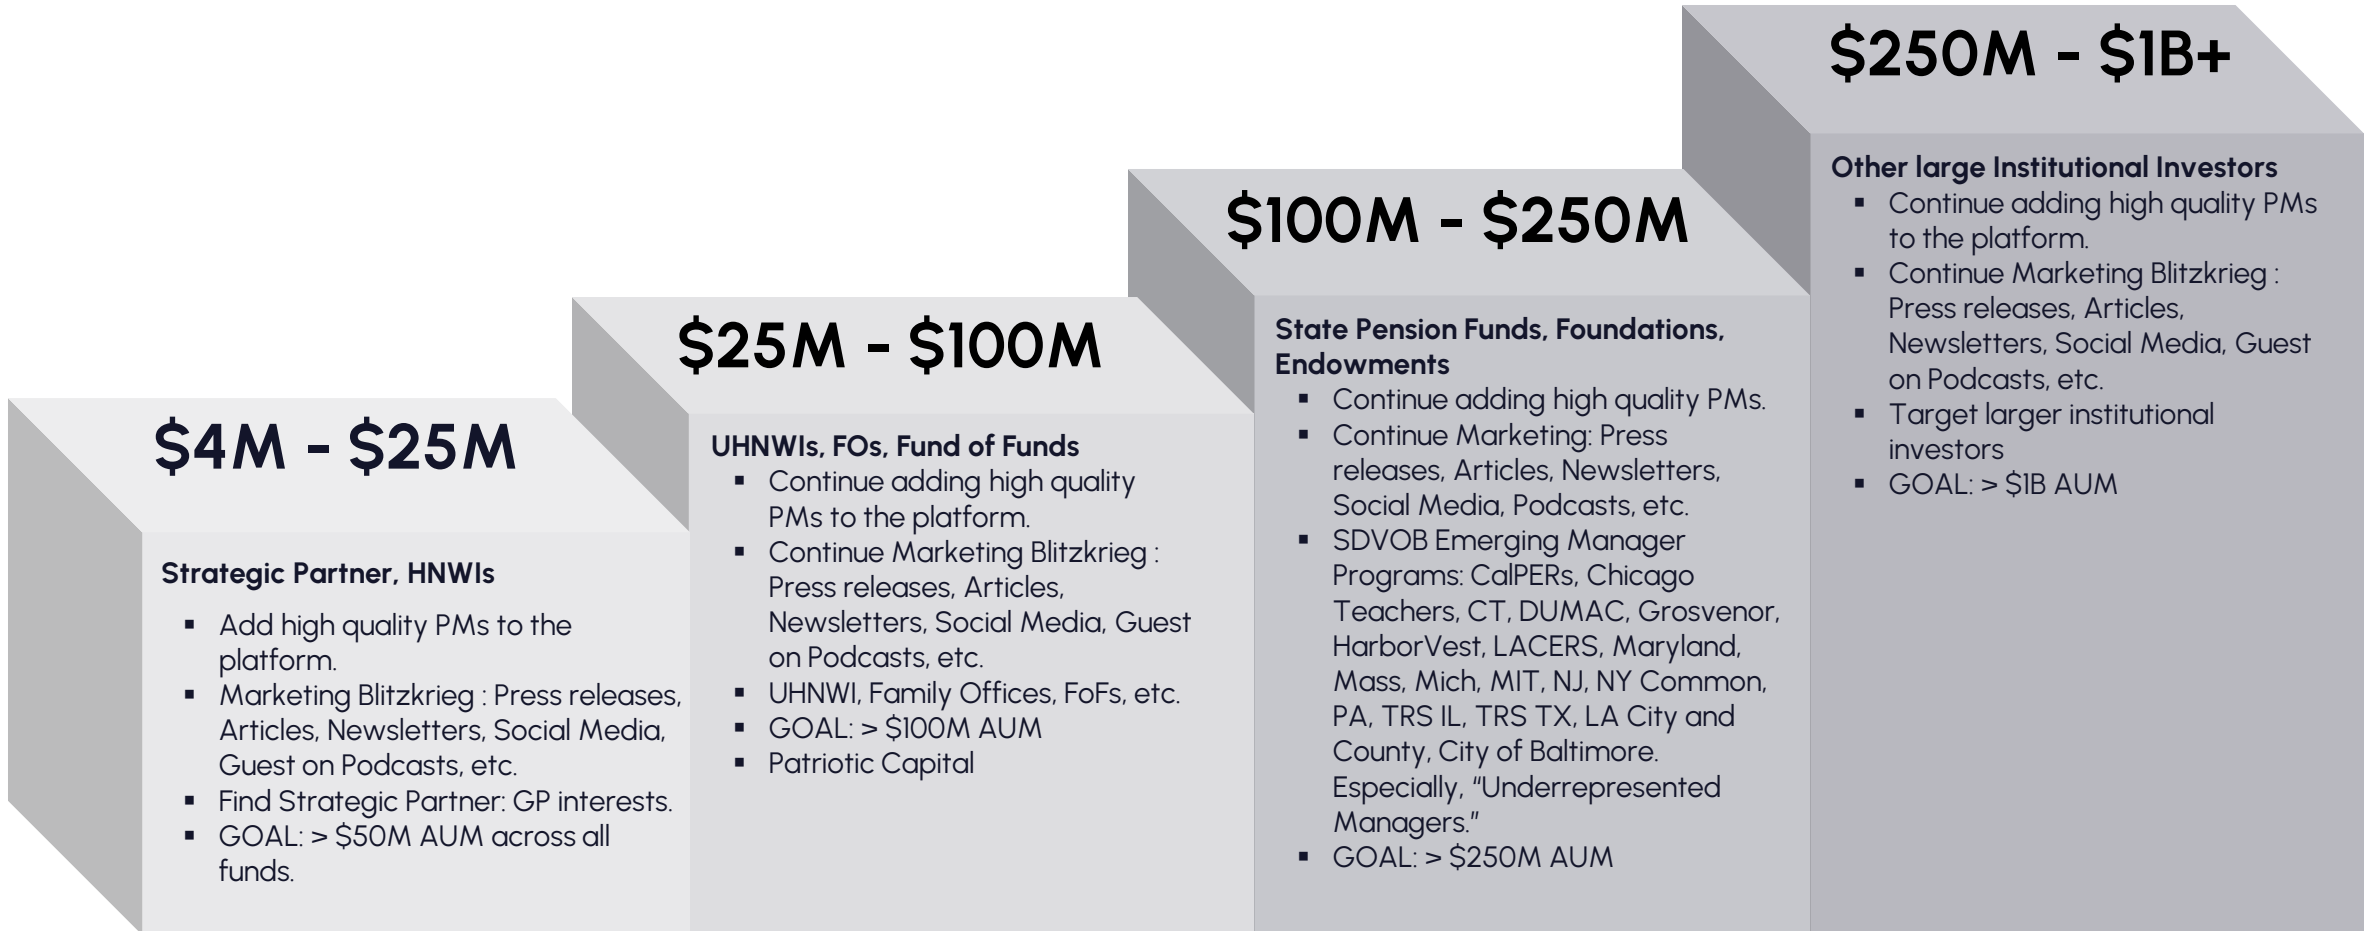 $4M - $25M
Strategic Partner, HNWIs
▪ Add high quality PMs to the
platform.
▪ Marketing Blitzkrieg : Press releases,
Articles, Newsletters, Social Media,
Guest on Podcasts, etc.
▪ Find Strategic Partner: GP interests.
▪ GOAL: > $50M AUM across all
funds.
$25M - $100M
UHNWIs, FOs, Fund of Funds
▪ Continue adding high quality
PMs to the platform.
▪ Continue Marketing Blitzkrieg :
Press releases, Articles,
Newsletters, Social Media, Guest
on Podcasts, etc.
▪ UHNWI, Family Offices, FoFs, etc.
▪ GOAL: > $100M AUM
▪ Patriotic Capital
$100M - $250M
State Pension Funds, Foundations,
Endowments
▪ Continue adding high quality PMs.
▪ Continue Marketing: Press
releases, Articles, Newsletters,
Social Media, Podcasts, etc.
▪ SDVOB Emerging Manager
Programs: CalPERs, Chicago
Teachers, CT, DUMAC, Grosvenor,
HarborVest, LACERS, Maryland,
Mass, Mich, MIT, NJ, NY Common,
PA, TRS IL, TRS TX, LA City and
County, City of Baltimore.
Especially, “Underrepresented
Managers.”
▪ GOAL: > $250M AUM
$250M - $1B+
Other large Institutional Investors
▪ Continue adding high quality PMs
to the platform.
▪ Continue Marketing Blitzkrieg :
Press releases, Articles,
Newsletters, Social Media, Guest
on Podcasts, etc.
▪ Target larger institutional
investors
▪ GOAL: > $1B AUM